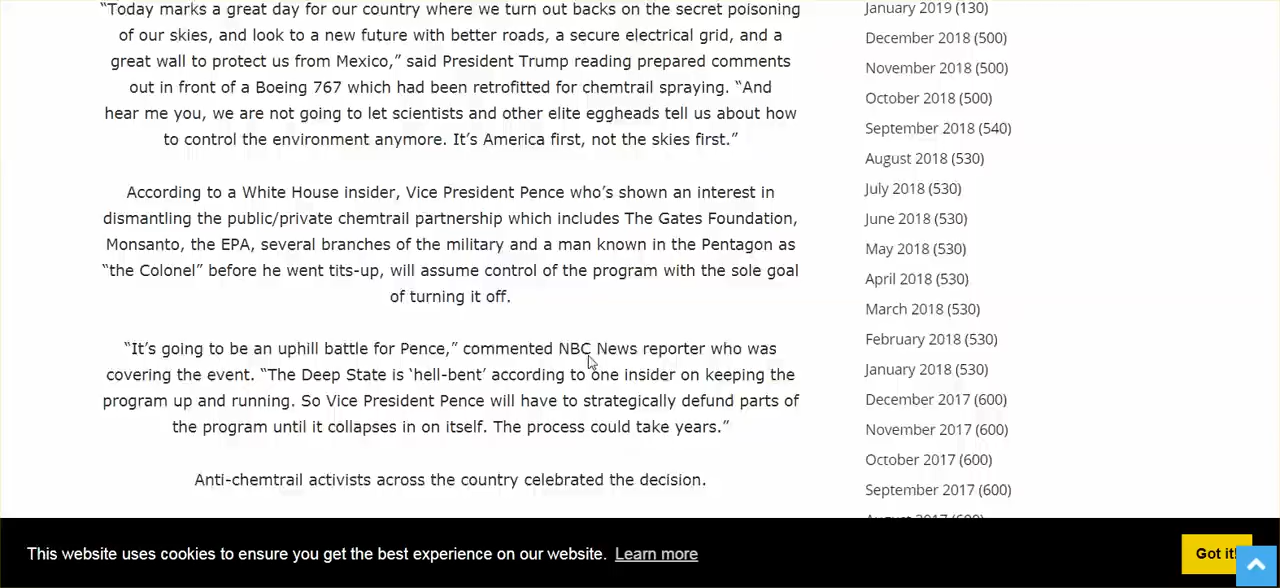 “Today marks a great day for our country where we turn out backs on the secret poisoning
of our skies, and look to a new future with better roads, a secure electrical grid, and a
great wall to protect us from Mexico,” said President Trump reading prepared comments
out in front of a Boeing 767 which had been retrofitted for chemtrail spraying. “And
hear me you, we are not going to let scientists and other elite eggheads tell us about how
to control the environment anymore. It’s America first, not the skies first.”
According to a White House insider, Vice President Pence who’s shown an interest in
dismantling the public/private chemtrail partnership which includes The Gates Foundation,
Monsanto, the EPA, several branches of the military and a man known in the Pentagon as
“the Colonel” before he went tits-up, will assume control of the program with the sole goal
of turning it off.
“It’s going to be an uphill battle for Pence,” commented NBC News reporter who was
covering the event. “The Deep State is ‘hell-bent’ according to one insider on keeping the
program up and running. So Vice President Pence will have to strategically defund parts of
the program until it collapses in on itself. The process could take years.”
Anti-chemtrail activists across the country celebrated the decision.
January 2019 (130)
December 2018 (500)
November 2018 (500)
October 2018 (500)
September 2018 (540)
August 2018 (530)
July 2018 (530)
June 2018 (530)
May 2018 (530)
April 2018 (530)
March 2018 (530)
February 2018 (530)
January 2018 (530)
December 2017 (600)
November 2017 (600)
October 2017 (600)
September 2017 (600)
August 2017 (600)
This website uses cookies to ensure you get the best experience on our website. Learn more
Got it!